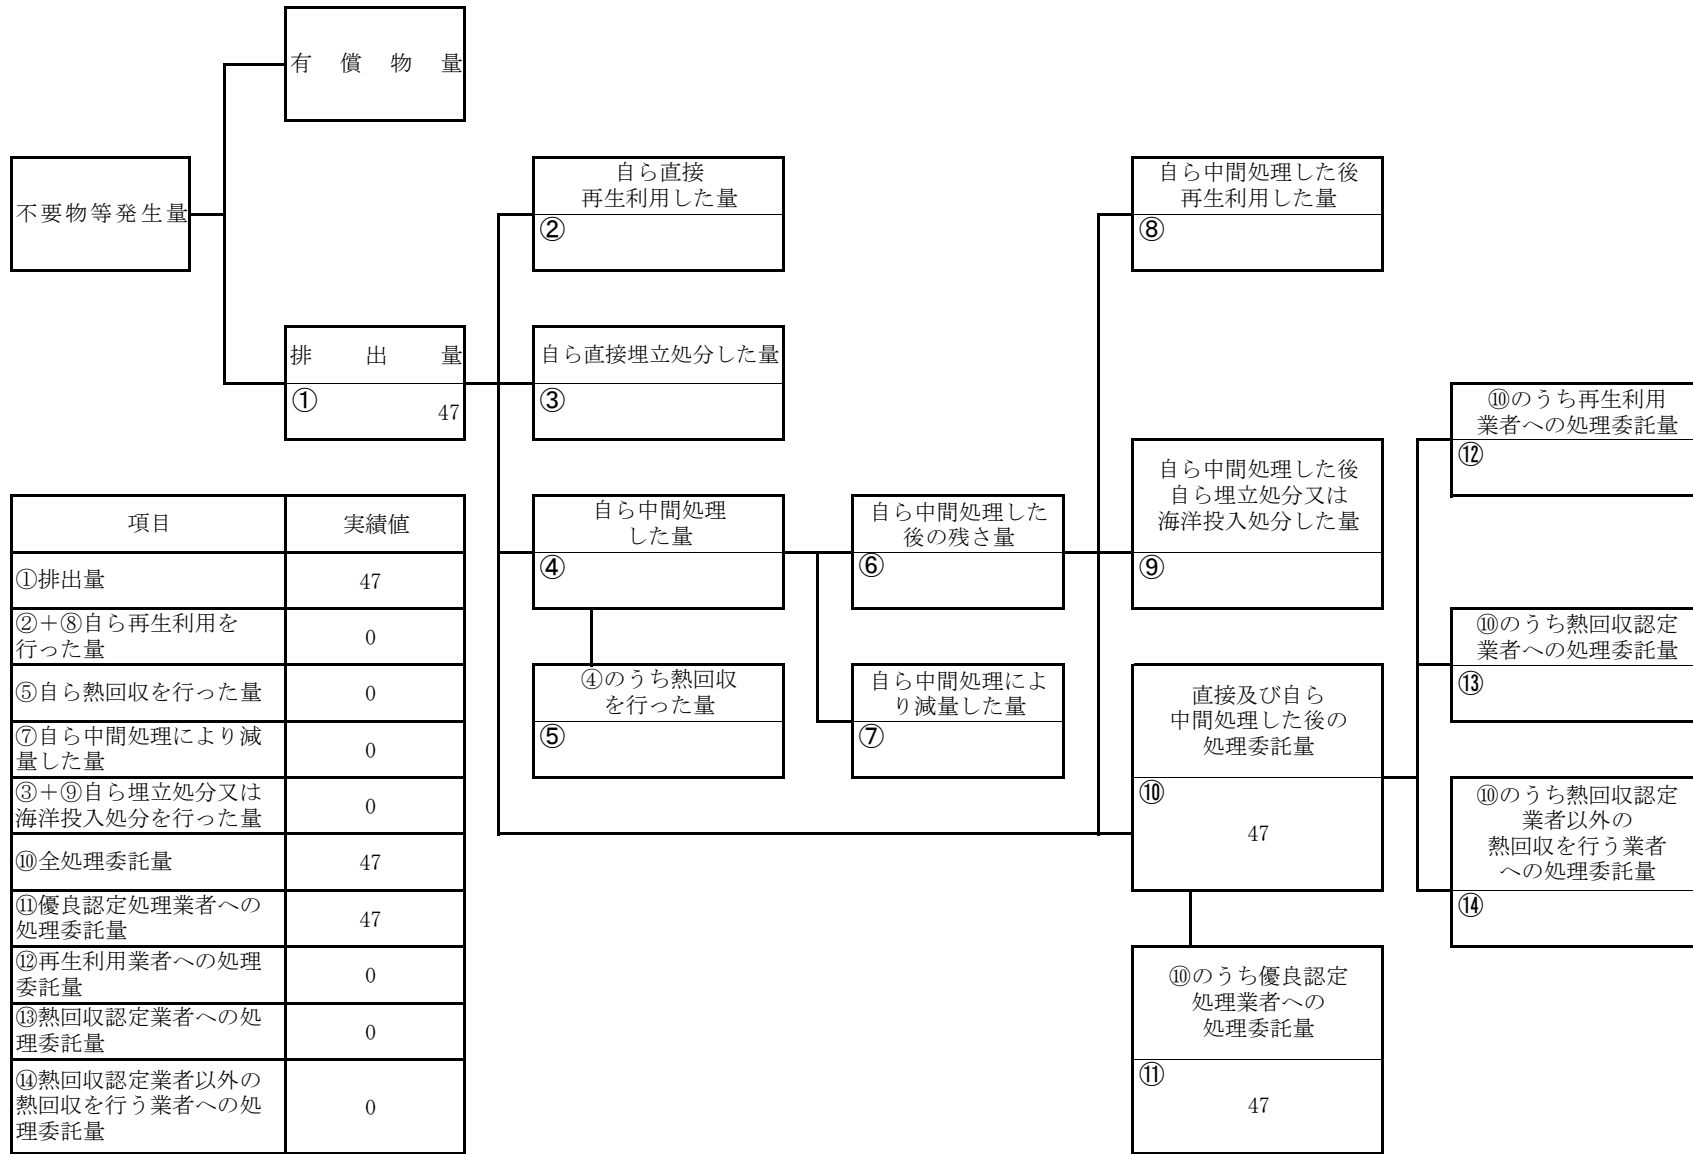 有償物量
不要物等発生量
排出量
①
47
自ら直接
再生利用した量
②
自ら直接埋立処分した量
③
自ら中間処理
した量
④
④のうち熱回収
を行った量
⑤
自ら中間処理した
後の残さ量
⑥
自ら中間処理によ
り減量した量
⑦
自ら中間処理した後
再生利用した量
⑧
自ら中間処理した後
自ら埋立処分又は
海洋投入処分した量
⑨
直接及び自ら
中間処理した後の
処理委託量
⑩
47
⑩のうち優良認定
処理業者への
処理委託量
⑪
47
⑩のうち再生利用
業者への処理委託量
⑫
⑩のうち熱回収認定
業者への処理委託量
⑬
⑩のうち熱回収認定
業者以外の
熱回収を行う業者
への処理委託量
⑭
項目 実績値
①排出量 47
②＋⑧自ら再生利用を
行った量 0
⑤自ら熱回収を行った量 0
⑦自ら中間処理により減
量した量 0
③＋⑨自ら埋立処分又は
海洋投入処分を行った量 0
⑩全処理委託量 47
⑪優良認定処理業者への
処理委託量 47
⑫再生利用業者への処理
委託量 0
⑬熱回収認定業者への処
理委託量 0
⑭熱回収認定業者以外の
熱回収を行う業者への処
理委託量 0